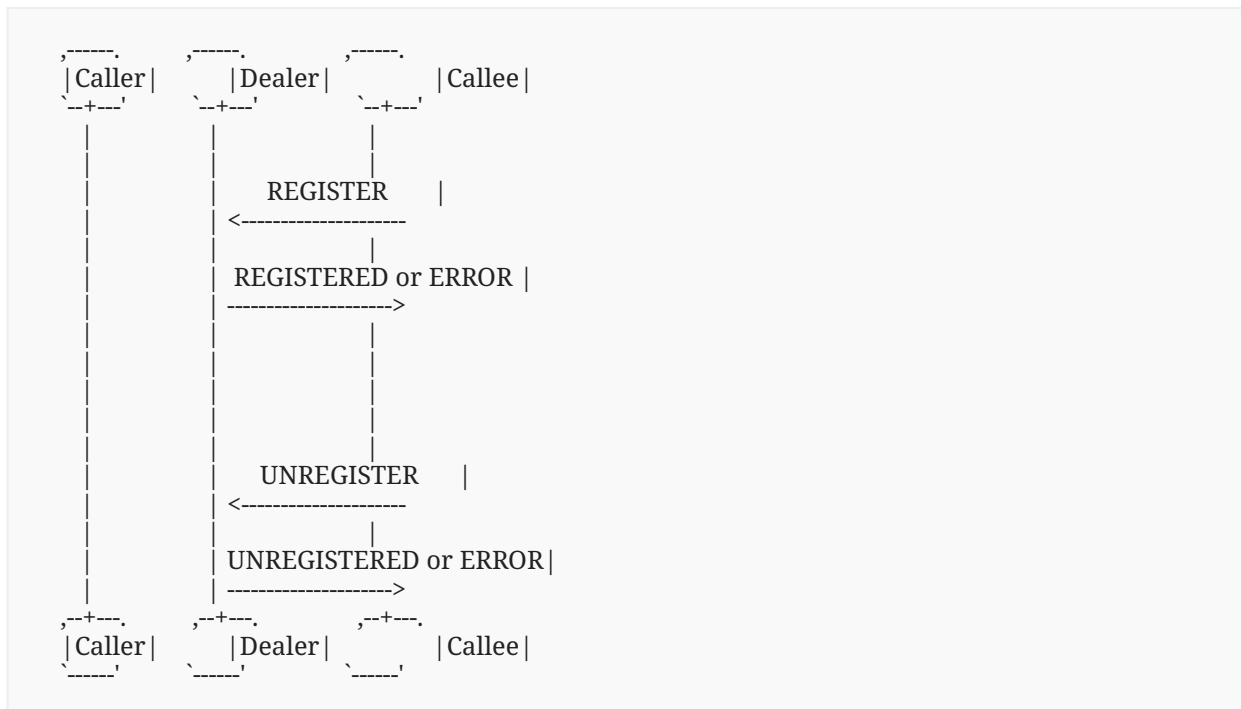 ,------.          ,------.               ,------.
|Caller|          |Dealer|               |Callee|
`--+---'          `--+---'               `--+---'
   |                 |                      |
   |                 |                      |
   |                 |       REGISTER       |
   |                 | <---------------------
   |                 |                      |
   |                 |  REGISTERED or ERROR |
   |                 | --------------------->
   |                 |                      |
   |                 |                      |
   |                 |                      |
   |                 |                      |
   |                 |                      |
   |                 |      UNREGISTER      |
   |                 | <---------------------
   |                 |                      |
   |                 | UNREGISTERED or ERROR|
   |                 | --------------------->
,--+---.          ,--+---.               ,--+---.
|Caller|          |Dealer|               |Callee|
`------'          `------'               `------'